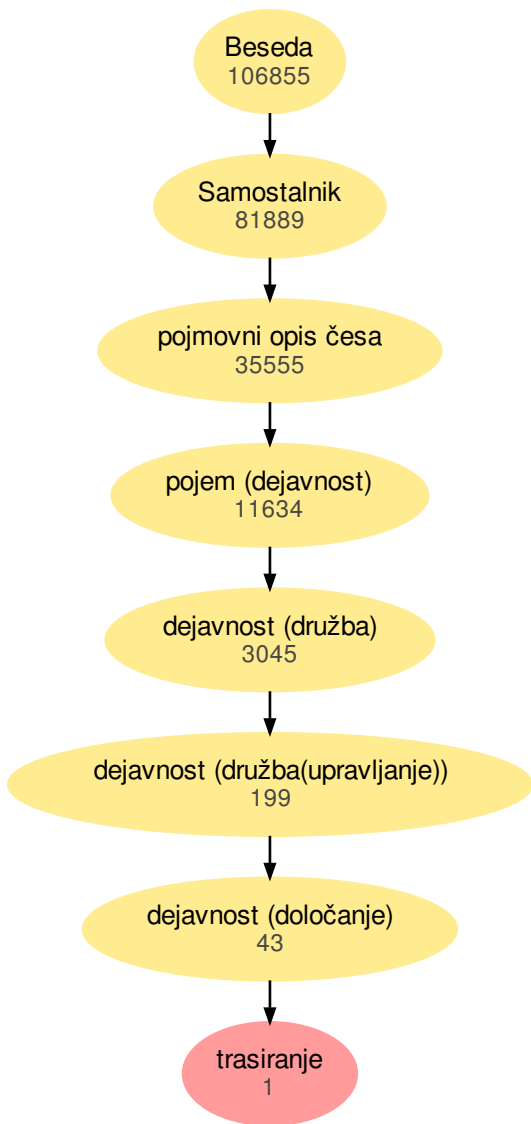 Beseda
106855
Samostalnik
81889
pojmovni opis česa
35555
pojem (dejavnost)
11634
dejavnost (družba)
3045
dejavnost (družba(upravljanje))
199
dejavnost (določanje)
43
trasiranje
1